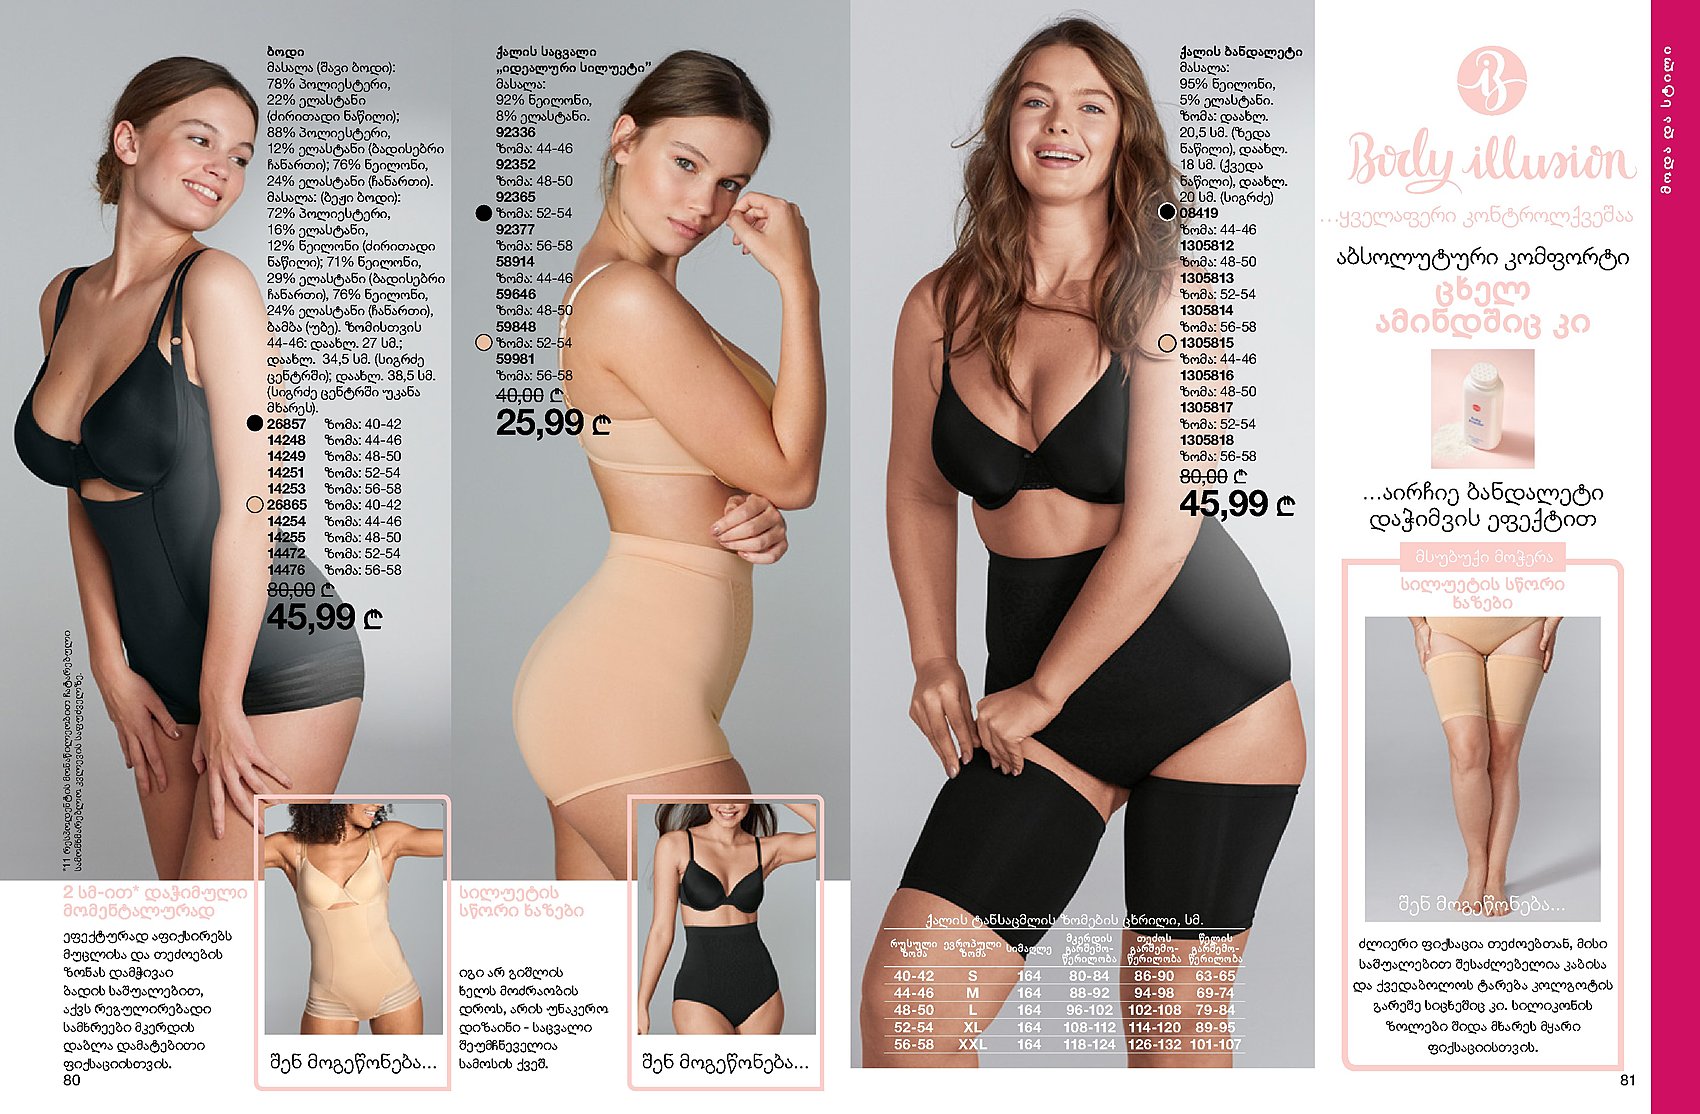 ბოდი
მასალა (შავი ბოდი):
78% პოლიესტერი,
22% ელასტანი
(ძირითადი ნაწილი);
88% პოლიესტერი,
12% ელასტანი (ბადისებრი
ჩანართი); 76% ნეილონი,
24% ელასტანი (ჩანართი).
მასალა: (ბეჟი ბოდი):
72% პოლიესტერი,
16% ელასტანი,
12% ნეილონი (ძირითადი
ნაწილი); 71% ნეილონი,
29% ელასტანი (ბადისებრი
ჩანართი), 76% ნეილონი,
24% ელასტანი (ჩანართი),
ბამბა (უბე). ზომისთვის
44-46: დაახლ. 27 სმ.;
დაახლ. 34,5 სმ. (სიგრძე
ცენტრში); დაახლ. 38,5 სმ.
(სიგრძე ცენტრში უკანა
მხარეს).
26857 ზომა: 40-42
14248 ზომა: 44-46
14249 ზომა: 48-50
14251 ზომა: 52-54
14253 ზომა: 56-58
26865 ზომა: 40-42
14254 ზომა: 44-46
14255 ზომა: 48-50
14472 ზომა: 52-54
14476 ზომა: 56-58
80,00 ₾
45,99 ₾
*11 რესპოდენტის მონაწილეობით ჩატარებული
სამომხმარებლო კვლევის საფუძველზე.
2 სმ-ით* დაჭიმული
მომენტალურად
ეფექტურად აფიქსირებს
მუცლისა და თეძოების
ზონას დამჭივაი
ბადის საშუალებით,
აქვს რეგულირებადი
სამხრეები მკერდის
დაბლა დამატებითი
ფიქსაციისთვის.
80
შენ მოგეწონება...
ქალის საცვალი
„იდეალური სილუეტი”
მასალა:
92% ნეილონი,
8% ელასტანი.
92336
ზომა: 44-46
92352
ზომა: 48-50
92365
ზომა: 52-54
92377
ზომა: 56-58
58914
ზომა: 44-46
59646
ზომა: 48-50
59848
ზომა: 52-54
59981
ზომა: 56-58
40,00 ₾
25,99 ₾
სილუეტის
სწორი ხაზები
იგი არ გიშლის
ხელს მოძრაობის
დროს, არის უნაკერო
დიზაინი - საცვალი
შეუმჩნეველია
სამოსის ქვეშ.
შენ მოგეწონება...
ქალის ბანდალეტი
მასალა:
95% ნეილონი,
5% ელასტანი.
ზომა: დაახლ.
20,5 სმ. (ზედა
ნაწილი), დაახლ.
18 სმ. (ქვედა
ნაწილი), დაახლ.
20 სმ. (სიგრძე)
08419
ზომა: 44-46
1305812
ზომა: 48-50
1305813
ზომა: 52-54
1305814
ზომა: 56-58
1305815
ზომა: 44-46
1305816
ზომა: 48-50
1305817
ზომა: 52-54
1305818
ზომა: 56-58
80,00 ₾
45,99 ₾
ქალის ტანსაცმლის ზომების ცხრილი, სმ.
რუსული ზომა ევროპული ზომა სიმაღლე მკერდის გარშემო-წერილობა თეძოს გარშემო-წერილობა წელის გარშემო-წერილობა
40-42 S 164 80-84 86-90 63-65
44-46 M 164 88-92 94-98 69-74
48-50 L 164 96-102 102-108 79-84
52-54 XL 164 108-112 114-120 89-95
56-58 XXL 164 118-124 126-132 101-107
Body illusion
...ყველაფერი კონტროლქვეშაა
აბსოლუტური კომფორტი
ცხელ
ამინდშიც კი
...აირჩიე ბანდალეტი
დაჭიმვის ეფექტით
მსუბუქი მოჭერა
სილუეტის სწორი
ხაზები
შენ მოგეწონება...
ძლიერი ფიქსაცია თეძოებთან, მისი
საშუალებით შესაძლებელია კაბისა
და ქვედაბოლოს ტარება კოლგოტის
გარეშე სიცხეშიც კი. სილიკონის
ზოლები შიდა მხარეს მყარი
ფიქსაციისთვის.
81
მოდა და სტილი